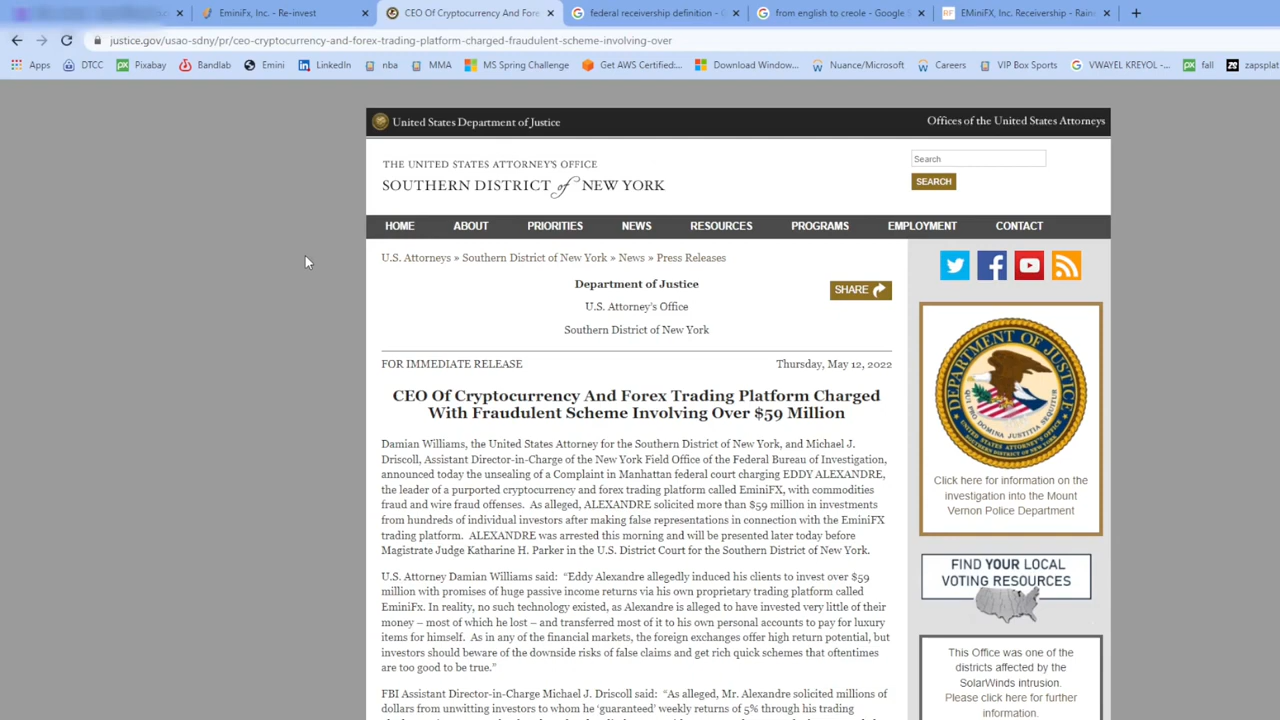 EminiFx, Inc. - Re-invest
CEO Of Cryptocurrency And Fore
federal receivership definition - G
from english to creole - Google S
EMiniFX, Inc. Receivership - Rain
justice.gov/usao-sdny/pr/ceo-cryptocurrency-and-forex-trading-platform-charged-fraudulent-scheme-involving-over
Apps DTCC Pixabay Bandlab Emini LinkedIn nba MMA MS Spring Challenge Get AWS Certified:... Download Window... Nuance/Microsoft Careers VIP Box Sports VWAYEL KREYOL -... fall zapsplat
United States Department of Justice
Offices of the United States Attorneys
THE UNITED STATES ATTORNEY'S OFFICE
SOUTHERN DISTRICT of NEW YORK
Search
SEARCH
HOME ABOUT PRIORITIES NEWS RESOURCES PROGRAMS EMPLOYMENT CONTACT
U.S. Attorneys » Southern District of New York » News » Press Releases
Department of Justice
SHARE
U.S. Attorney's Office
Southern District of New York
FOR IMMEDIATE RELEASE
Thursday, May 12, 2022
CEO Of Cryptocurrency And Forex Trading Platform Charged
With Fraudulent Scheme Involving Over $59 Million
Damian Williams, the United States Attorney for the Southern District of New York, and Michael J.
Driscoll, Assistant Director-in-Charge of the New York Field Office of the Federal Bureau of Investigation,
announced today the unsealing of a Complaint in Manhattan federal court charging EDDY ALEXANDRE,
the leader of a purported cryptocurrency and forex trading platform called EminiFX, with commodities
fraud and wire fraud offenses.  As alleged, ALEXANDRE solicited more than $59 million in investments
from hundreds of individual investors after making false representations in connection with the EminiFX
trading platform.  ALEXANDRE was arrested this morning and will be presented later today before
Magistrate Judge Katharine H. Parker in the U.S. District Court for the Southern District of New York.
U.S. Attorney Damian Williams said:  “Eddy Alexandre allegedly induced his clients to invest over $59
million with promises of huge passive income returns via his own proprietary trading platform called
EminiFx. In reality, no such technology existed, as Alexandre is alleged to have invested very little of their
money – most of which he lost – and transferred most of it to his own personal accounts to pay for luxury
items for himself.  As in any of the financial markets, the foreign exchanges offer high return potential, but
investors should beware of the downside risks of false claims and get rich quick schemes that oftentimes
are too good to be true.”
FBI Assistant Director-in-Charge Michael J. Driscoll said:  “As alleged, Mr. Alexandre solicited millions of
dollars from unwitting investors to whom he ‘guaranteed’ weekly returns of 5% through his trading
DEPARTMENT OF JUSTICE
QUI PRO DOMINA JUSTITIA SEQUITUR
Click here for information on the
investigation into the Mount
Vernon Police Department
FIND YOUR LOCAL
VOTING RESOURCES
This Office was one of the
districts affected by the
SolarWinds intrusion.
Please click here for further
information.